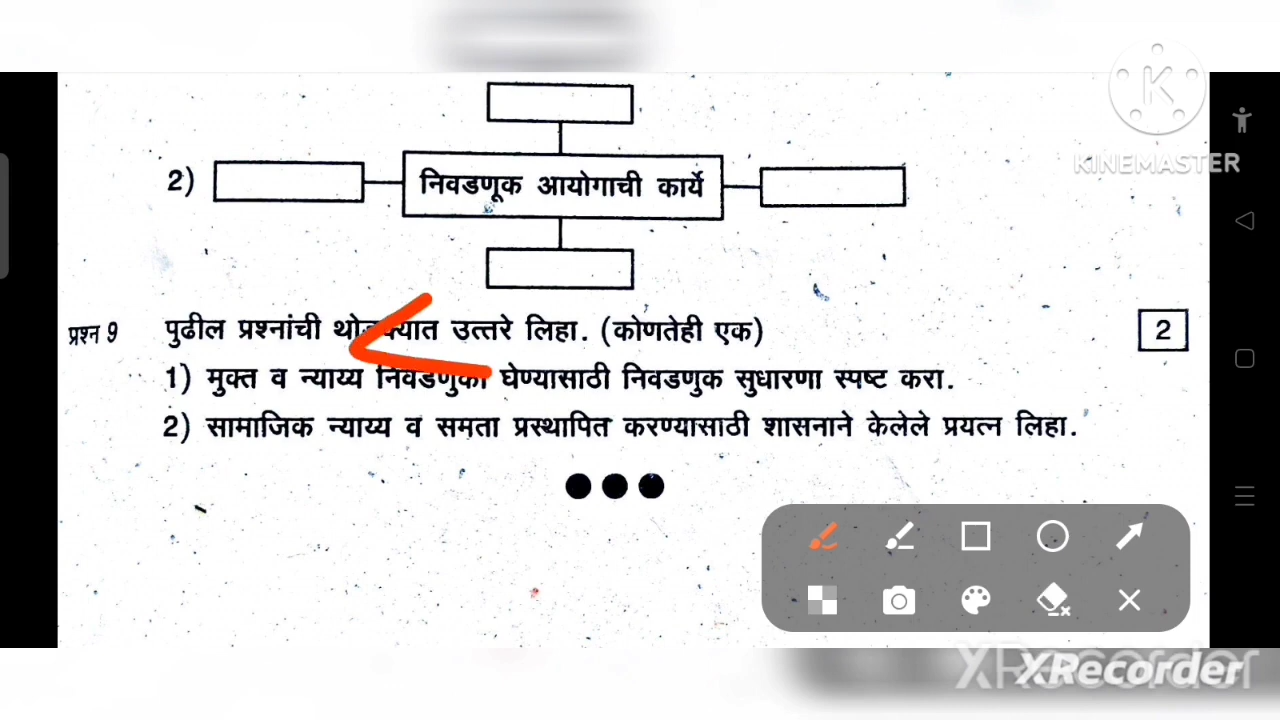 K
KINEMASTER
2) निवडणूक आयोगाची कार्ये
प्रश्न 9 पुढील प्रश्नांची थोडक्यात उत्तरे लिहा. (कोणतेही एक) 2
1) मुक्त व न्याय्य निवडणुका घेण्यासाठी निवडणुक सुधारणा स्पष्ट करा.
2) सामाजिक न्याय्य व समता प्रस्थापित करण्यासाठी शासनाने केलेले प्रयत्न लिहा.
XRecorder